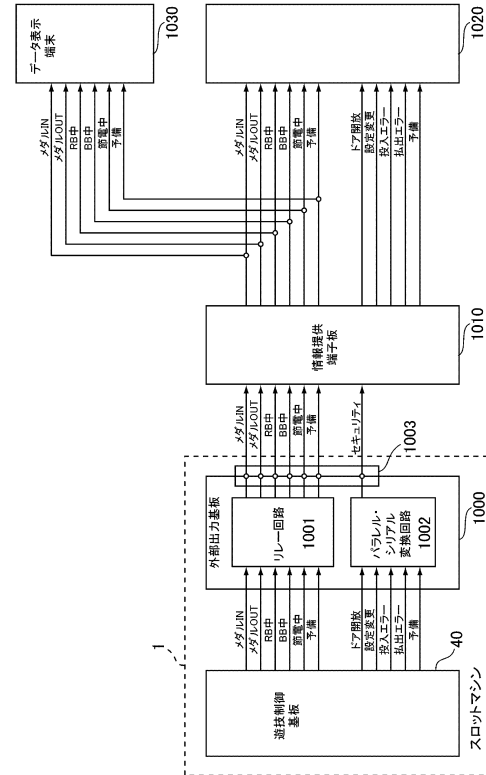 データ表示
端末
1030
メダルIN
メダルOUT
RB中
BB中
節電中
予備
1020
メダルIN
メダルOUT
RB中
BB中
節電中
予備
ドア開放
設定変更
投入エラー
払出エラー
予備
情報提供
端子板
1010
メダルIN
メダルOUT
RB中
BB中
節電中
予備
セキュリティ
1003
外部出力基板
リレー回路
1001
パラレル・
シリアル
変換回路
1002
1000
メダルIN
メダルOUT
RB中
BB中
節電中
予備
ドア開放
設定変更
投入エラー
払出エラー
予備
1
遊技制御
基板
40
スロットマシン